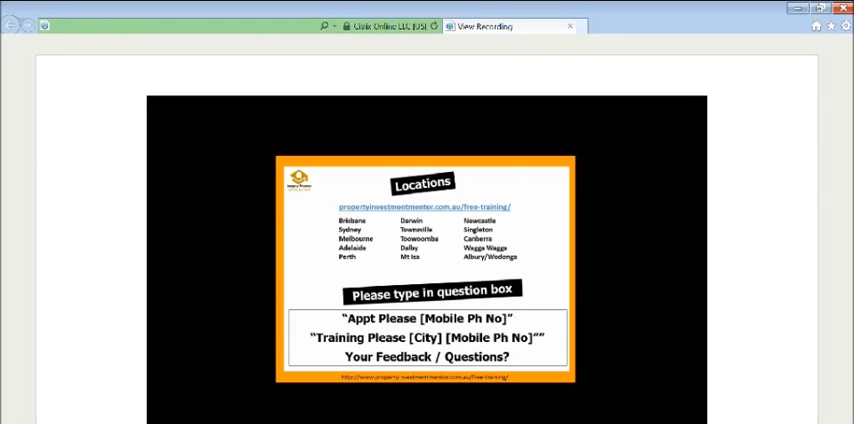 Citrix Online LLC [US]
View Recording
Locations
propertyinvestmentmentor.com.au/free-training/
Brisbane Darwin Newcastle
Sydney Townsville Singleton
Melbourne Toowoomba Canberra
Adelaide Dalby Wagga Wagga
Perth Mt Isa Albury/Wodonga
Please type in question box
“Appt Please [Mobile Ph No]”
“Training Please [City] [Mobile Ph No]””
Your Feedback / Questions?
http://www.propertyinvestmentmentor.com.au/free-training/